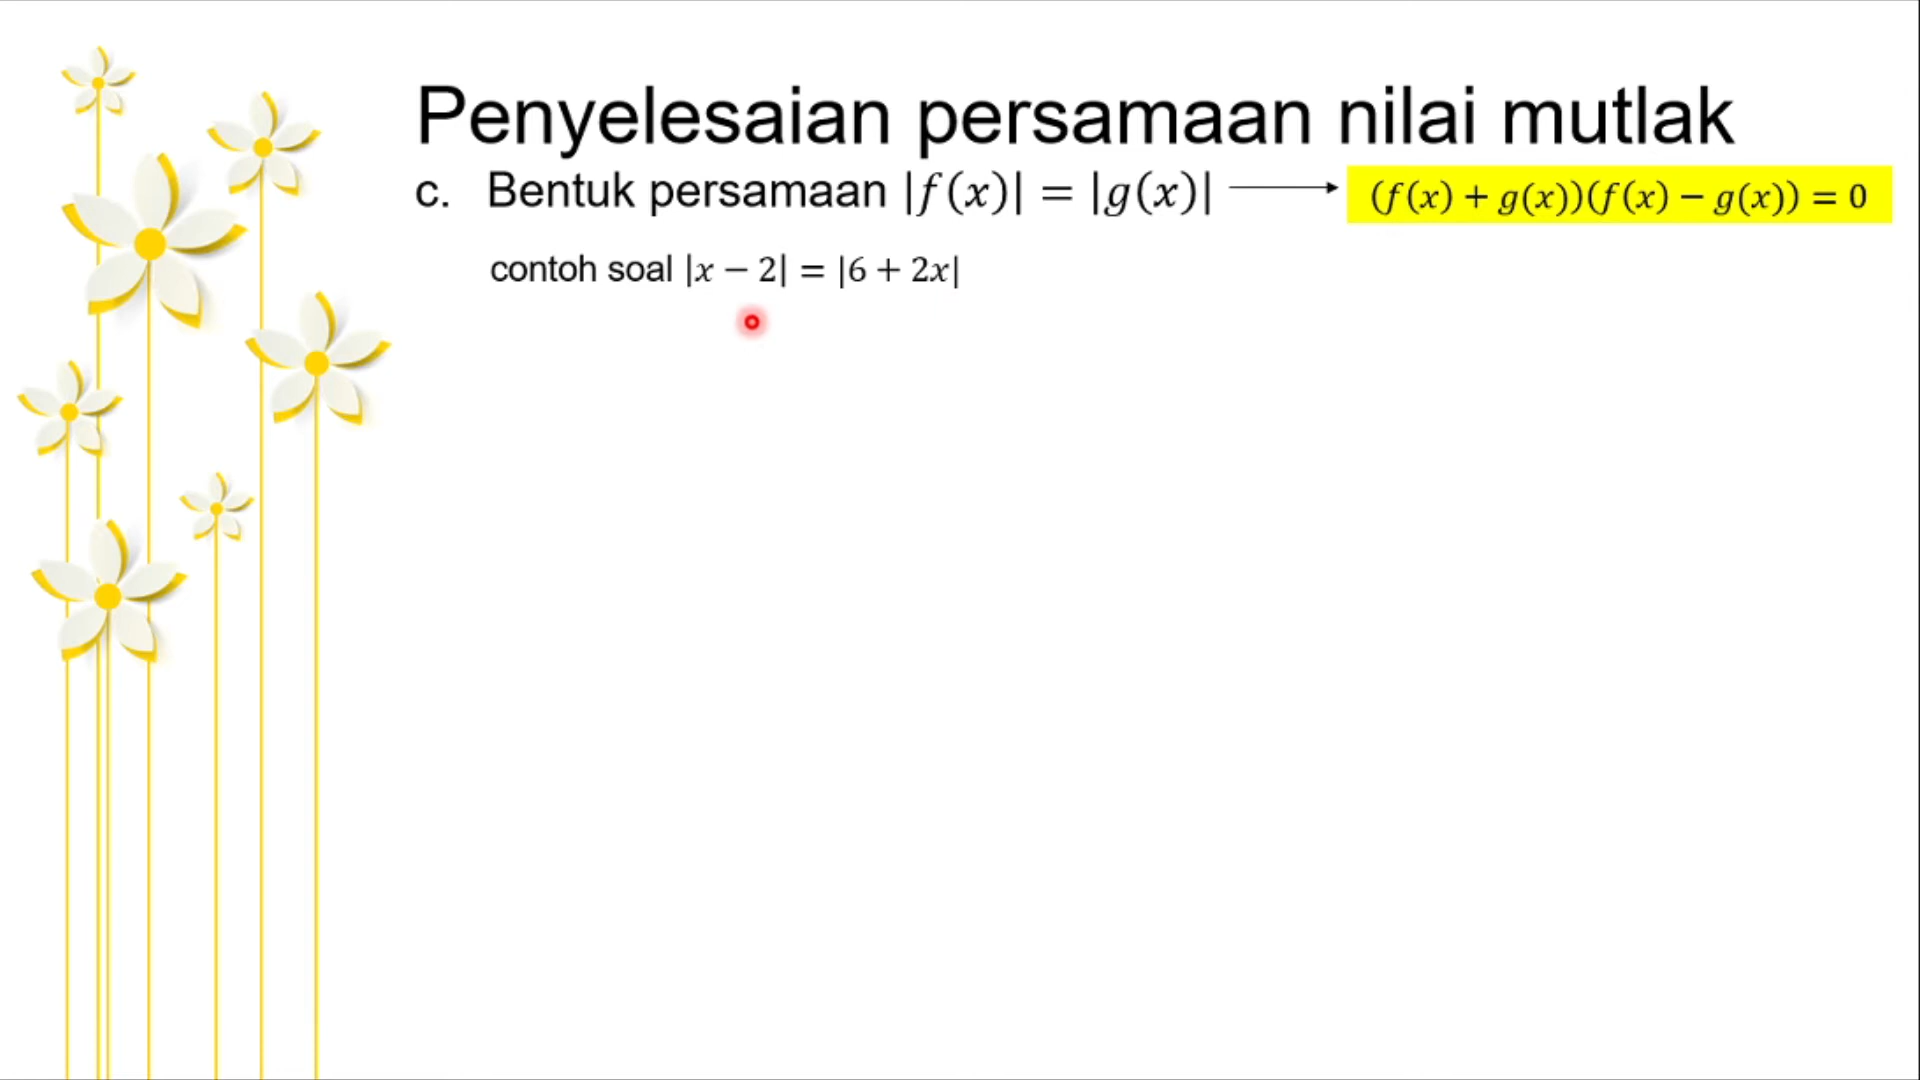 Penyelesaian persamaan nilai mutlak
c. Bentuk persamaan |f(x)| = |g(x)| ⟶ (f(x) + g(x))(f(x) − g(x)) = 0
contoh soal |x − 2| = |6 + 2x|